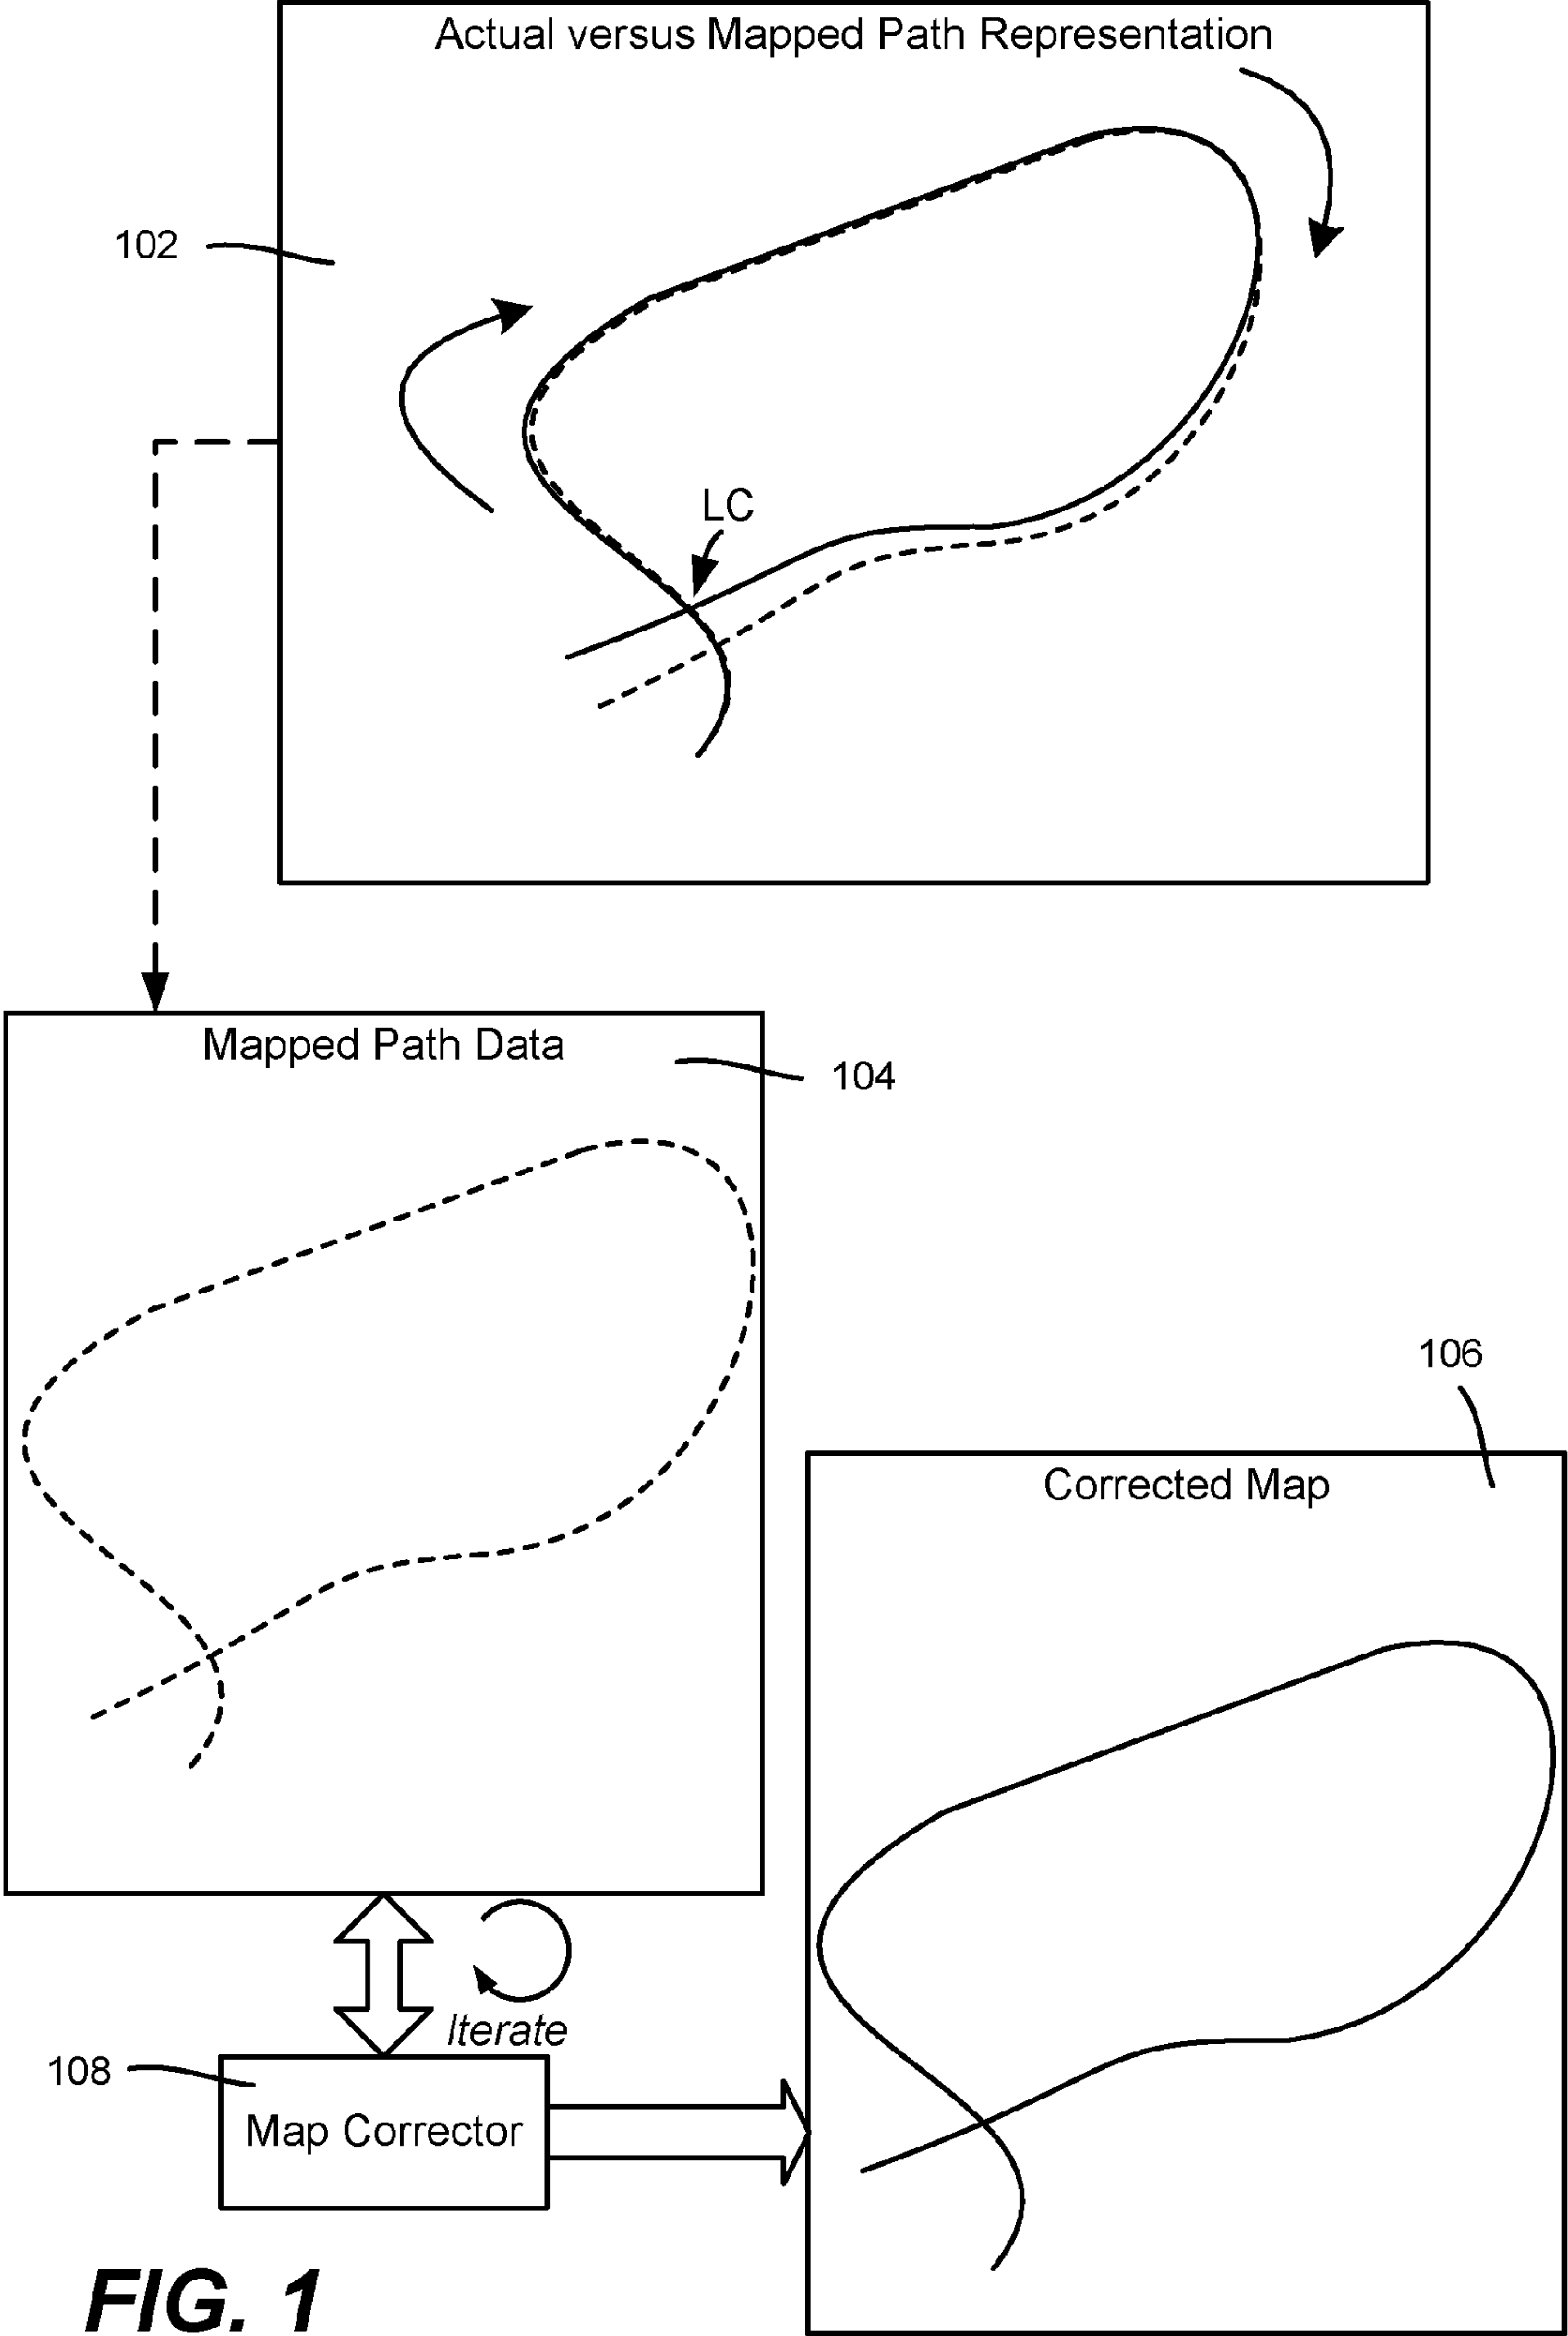 Actual versus Mapped Path Representation
102
LC
Mapped Path Data
104
106
Corrected Map
Iterate
108
Map Corrector
FIG. 1